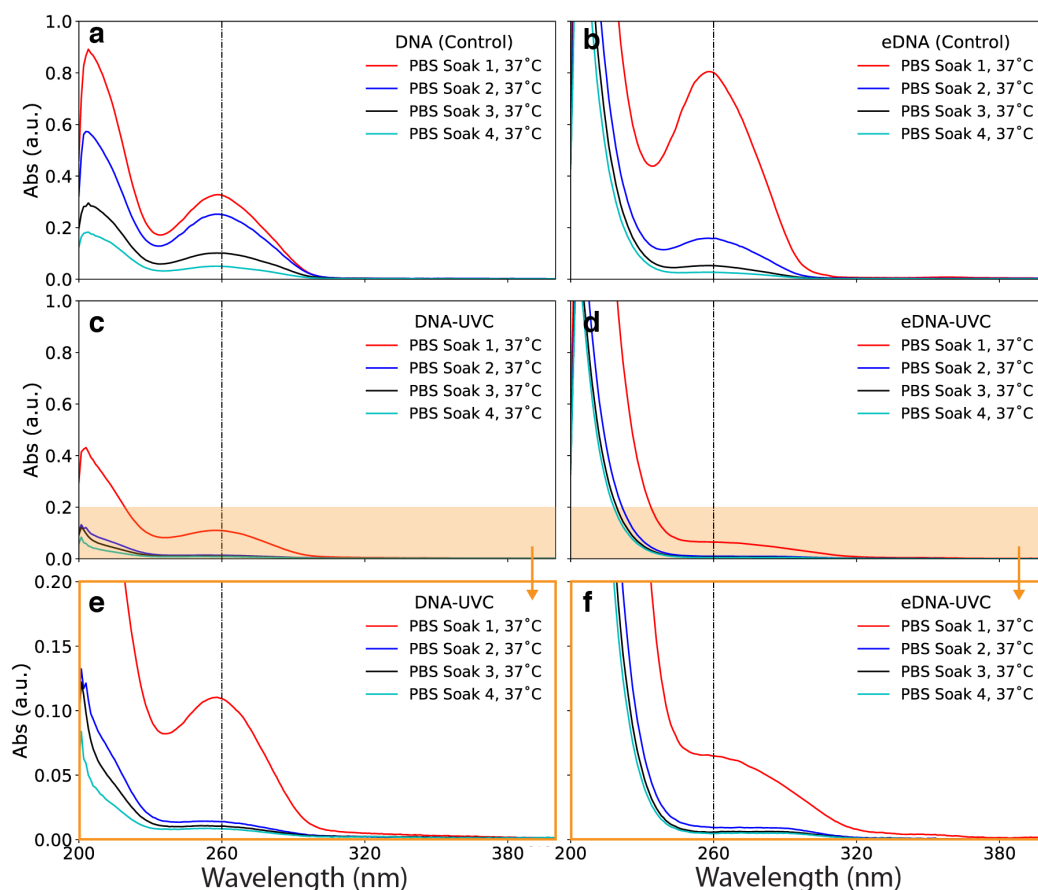 a
DNA (Control)
PBS Soak 1, 37˚C
PBS Soak 2, 37˚C
PBS Soak 3, 37˚C
PBS Soak 4, 37˚C
1.0
0.8
0.6
0.4
0.2
0.0
Abs (a.u.)
b
eDNA (Control)
PBS Soak 1, 37˚C
PBS Soak 2, 37˚C
PBS Soak 3, 37˚C
PBS Soak 4, 37˚C
c
DNA-UVC
PBS Soak 1, 37˚C
PBS Soak 2, 37˚C
PBS Soak 3, 37˚C
PBS Soak 4, 37˚C
1.0
0.8
0.6
0.4
0.2
0.0
Abs (a.u.)
d
eDNA-UVC
PBS Soak 1, 37˚C
PBS Soak 2, 37˚C
PBS Soak 3, 37˚C
PBS Soak 4, 37˚C
e
DNA-UVC
PBS Soak 1, 37˚C
PBS Soak 2, 37˚C
PBS Soak 3, 37˚C
PBS Soak 4, 37˚C
0.20
0.15
0.10
0.05
0.00
Abs (a.u.)
200 260 320 380
Wavelength (nm)
f
eDNA-UVC
PBS Soak 1, 37˚C
PBS Soak 2, 37˚C
PBS Soak 3, 37˚C
PBS Soak 4, 37˚C
200 260 320 380
Wavelength (nm)